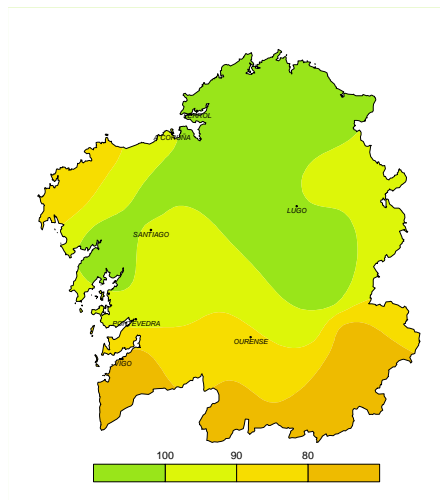 FERROL
A CORUÑA
LUGO
SANTIAGO
PONTEVEDRA
OURENSE
VIGO
100 90 80